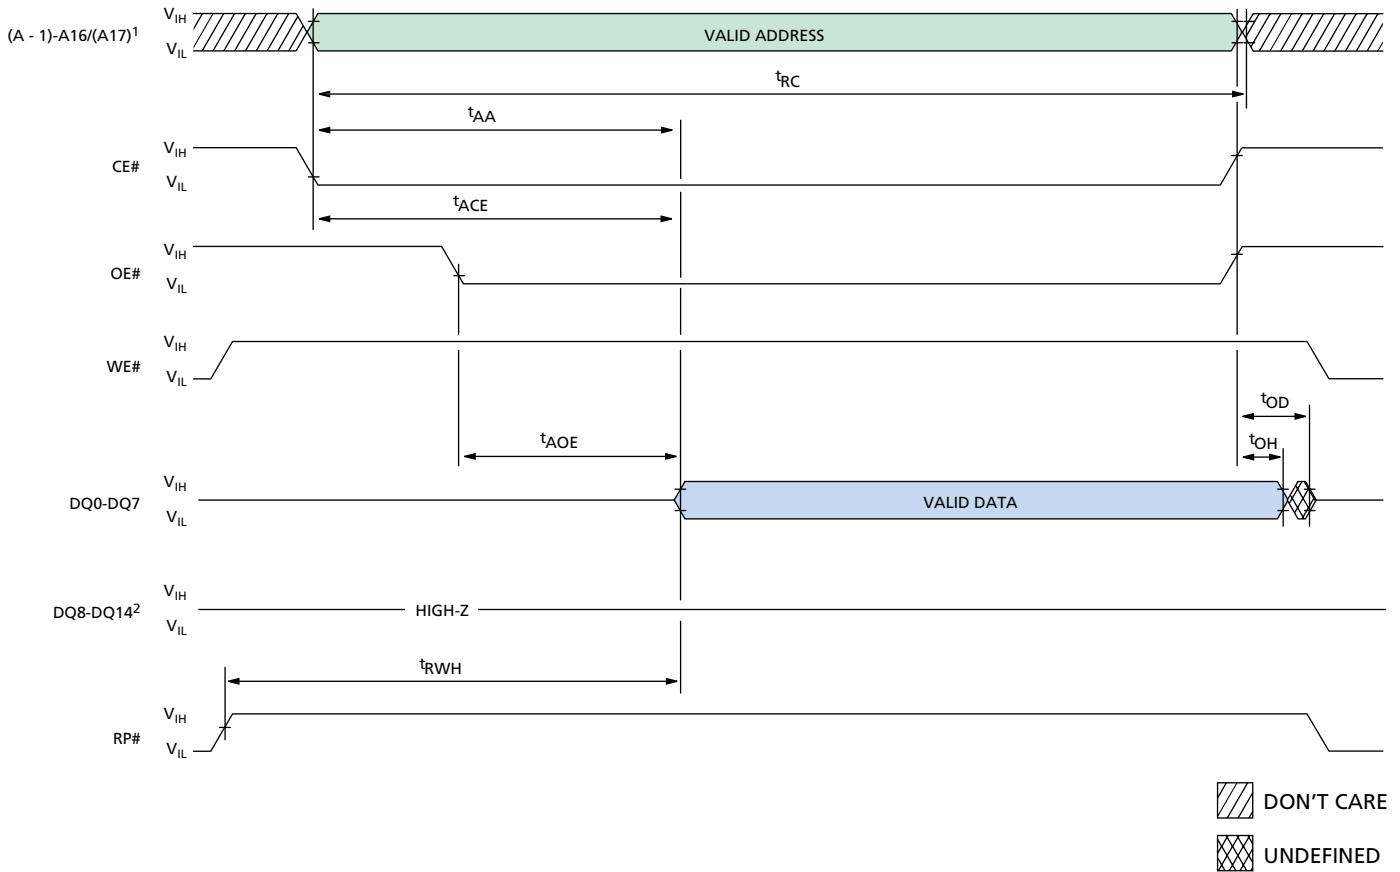 (A - 1)-A16/(A17)1
VIH
VIL
VALID ADDRESS
tRC
tAA
CE#
VIH
VIL
tACE
OE#
VIH
VIL
WE#
VIH
VIL
tOD
tAOE
tOH
DQ0-DQ7
VIH
VIL
VALID DATA
DQ8-DQ142
VIH
VIL
HIGH-Z
tRWH
RP#
VIH
VIL
DON'T CARE
UNDEFINED